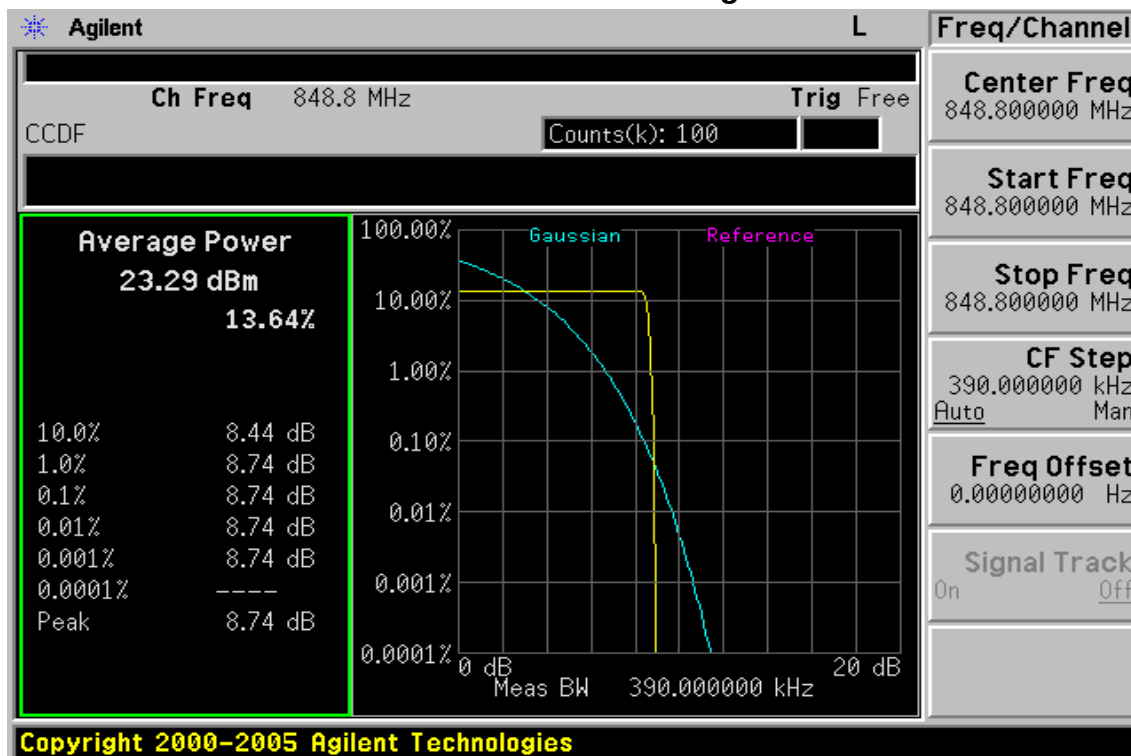 Agilent L
Freq/Channel
Ch Freq 848.8 MHz Trig Free
CCDF Counts(k): 100
Average Power
23.29 dBm
13.64%
10.0% 8.44 dB
1.0% 8.74 dB
0.1% 8.74 dB
0.01% 8.74 dB
0.001% 8.74 dB
0.0001% ----
Peak 8.74 dB
Gaussian Reference
100.00%
10.00%
1.00%
0.10%
0.01%
0.001%
0.0001%
0 dB 20 dB
Meas BW 390.000000 kHz
Center Freq
848.800000 MHz
Start Freq
848.800000 MHz
Stop Freq
848.800000 MHz
CF Step
390.000000 kHz
Auto Man
Freq Offset
0.00000000 Hz
Signal Track
On Off
Copyright 2000-2005 Agilent Technologies